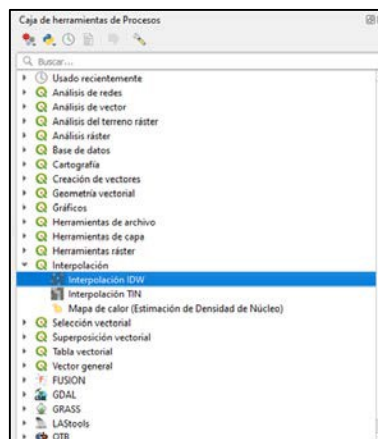 Caja de herramientas de Procesos
Buscar...
Usado recientemente
Análisis de redes
Análisis de vector
Análisis del terreno ráster
Análisis ráster
Base de datos
Cartografía
Creación de vectores
Geometría vectorial
Gráficos
Herramientas de archivo
Herramientas de capa
Herramientas ráster
Interpolación
Interpolación IDW
Interpolación TIN
Mapa de calor (Estimación de Densidad de Núcleo)
Selección vectorial
Superposición vectorial
Tabla vectorial
Vector general
FUSION
GDAL
GRASS
LAStools
OTB